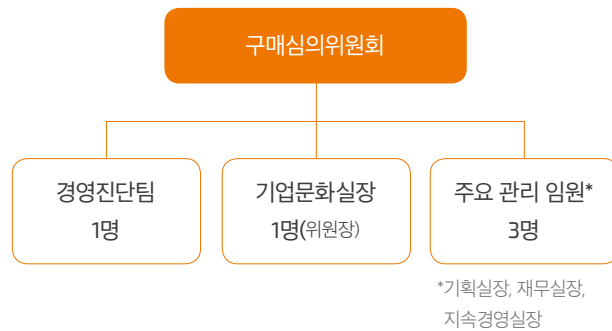 구매심의위원회
경영진단팀
1명
기업문화실장
1명(위원장)
주요 관리 임원*
3명
*기획실장, 재무실장,
지속경영실장